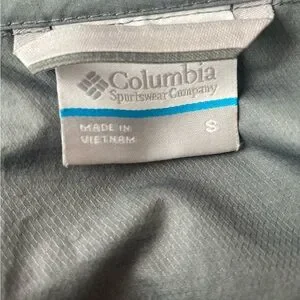 Columbia
Sportswear Company
MADE IN
VIETNAM
S